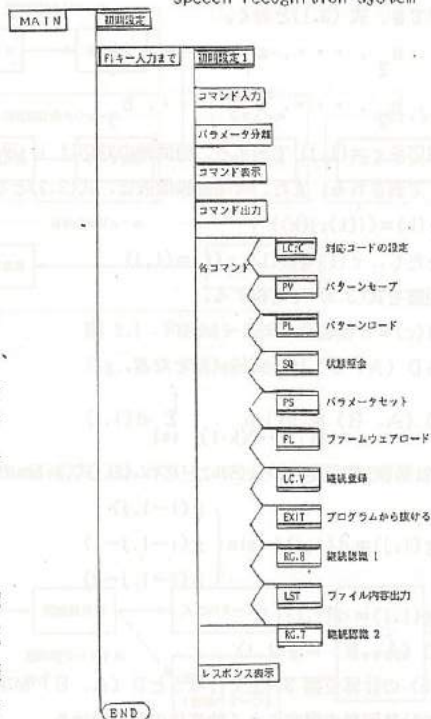 speech recognition system
MAIN
初期設定
F1キー入力まで
初期設定1
コマンド入力
パラメータ分離
コマンド表示
コマンド出力
各コマンド
LC.C 対応コードの設定
PV パターンセーブ
PL パターンロード
SQ 状態照会
PS パラメータセット
FL ファームウェアロード
LC.V 継続登録
EXIT プログラムから抜ける
RG.8 継続認識1
LST ファイル内容出力
RG.7 継続認識2
レスポンス表示
END